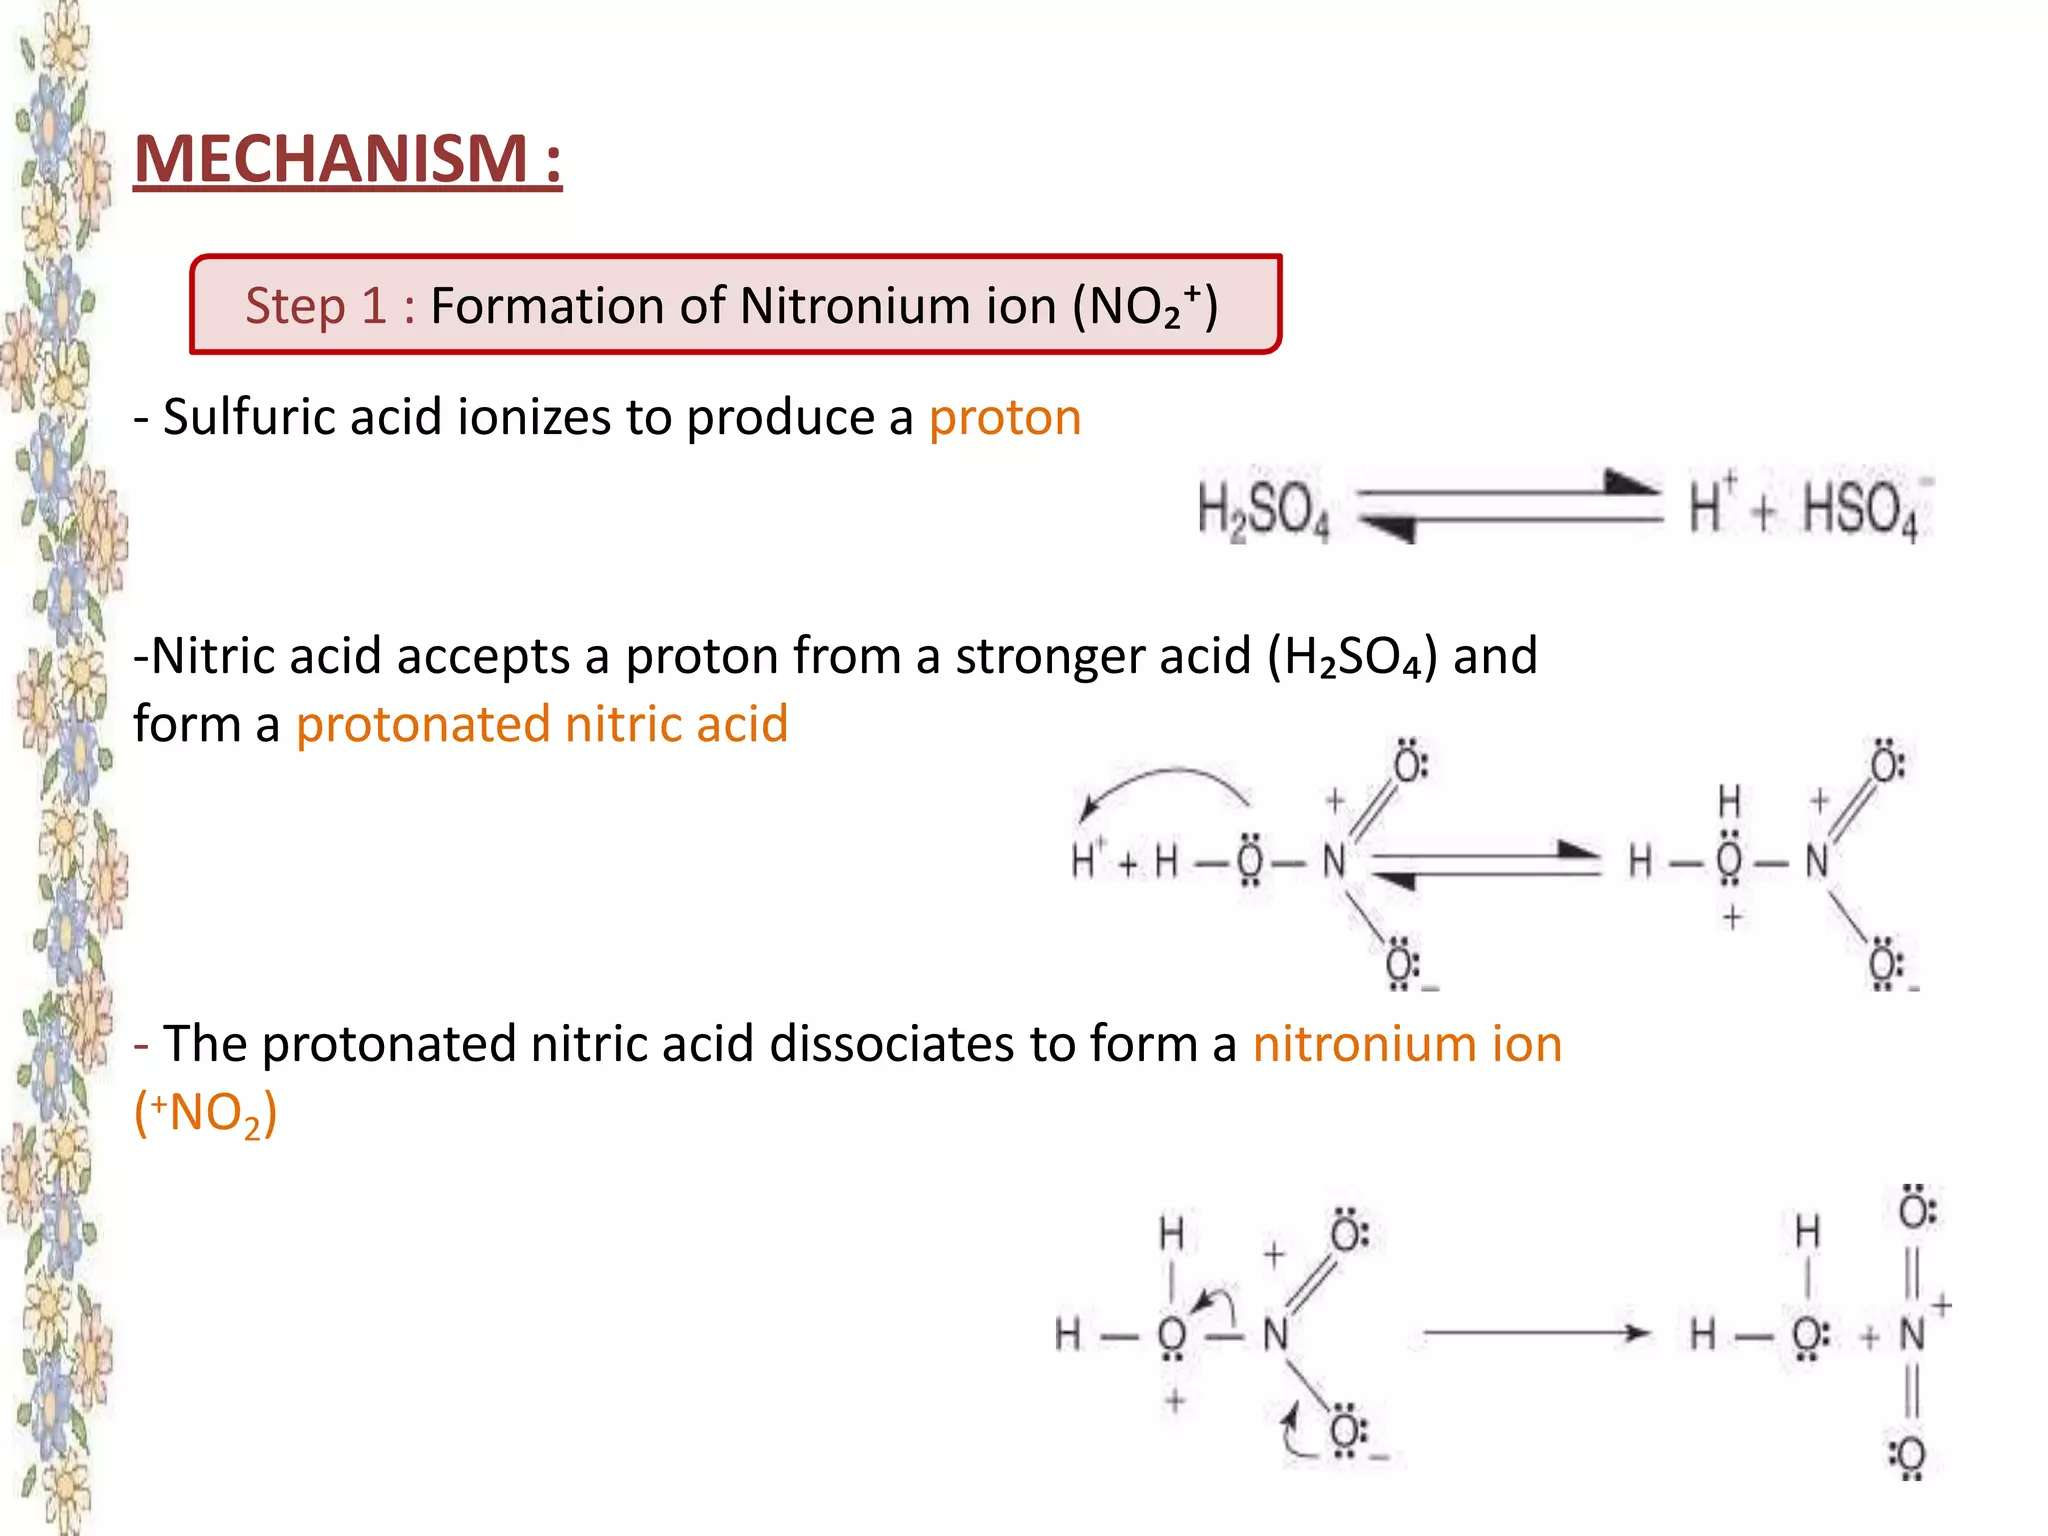 MECHANISM :
Step 1 : Formation of Nitronium ion (NO₂⁺)
- Sulfuric acid ionizes to produce a proton
H₂SO₄ ⇌ H⁺ + HSO₄⁻
-Nitric acid accepts a proton from a stronger acid (H₂SO₄) and
form a protonated nitric acid
Ö:
H + Ö:
H⁺ + H – Ö – N ⇌ H – Ö – N
+
Ö:⁻ Ö:⁻
- The protonated nitric acid dissociates to form a nitronium ion
(⁺NO₂)
H + Ö: H Ö:
H – O – N → H – O: + N⁺
+ Ö:⁻ :O